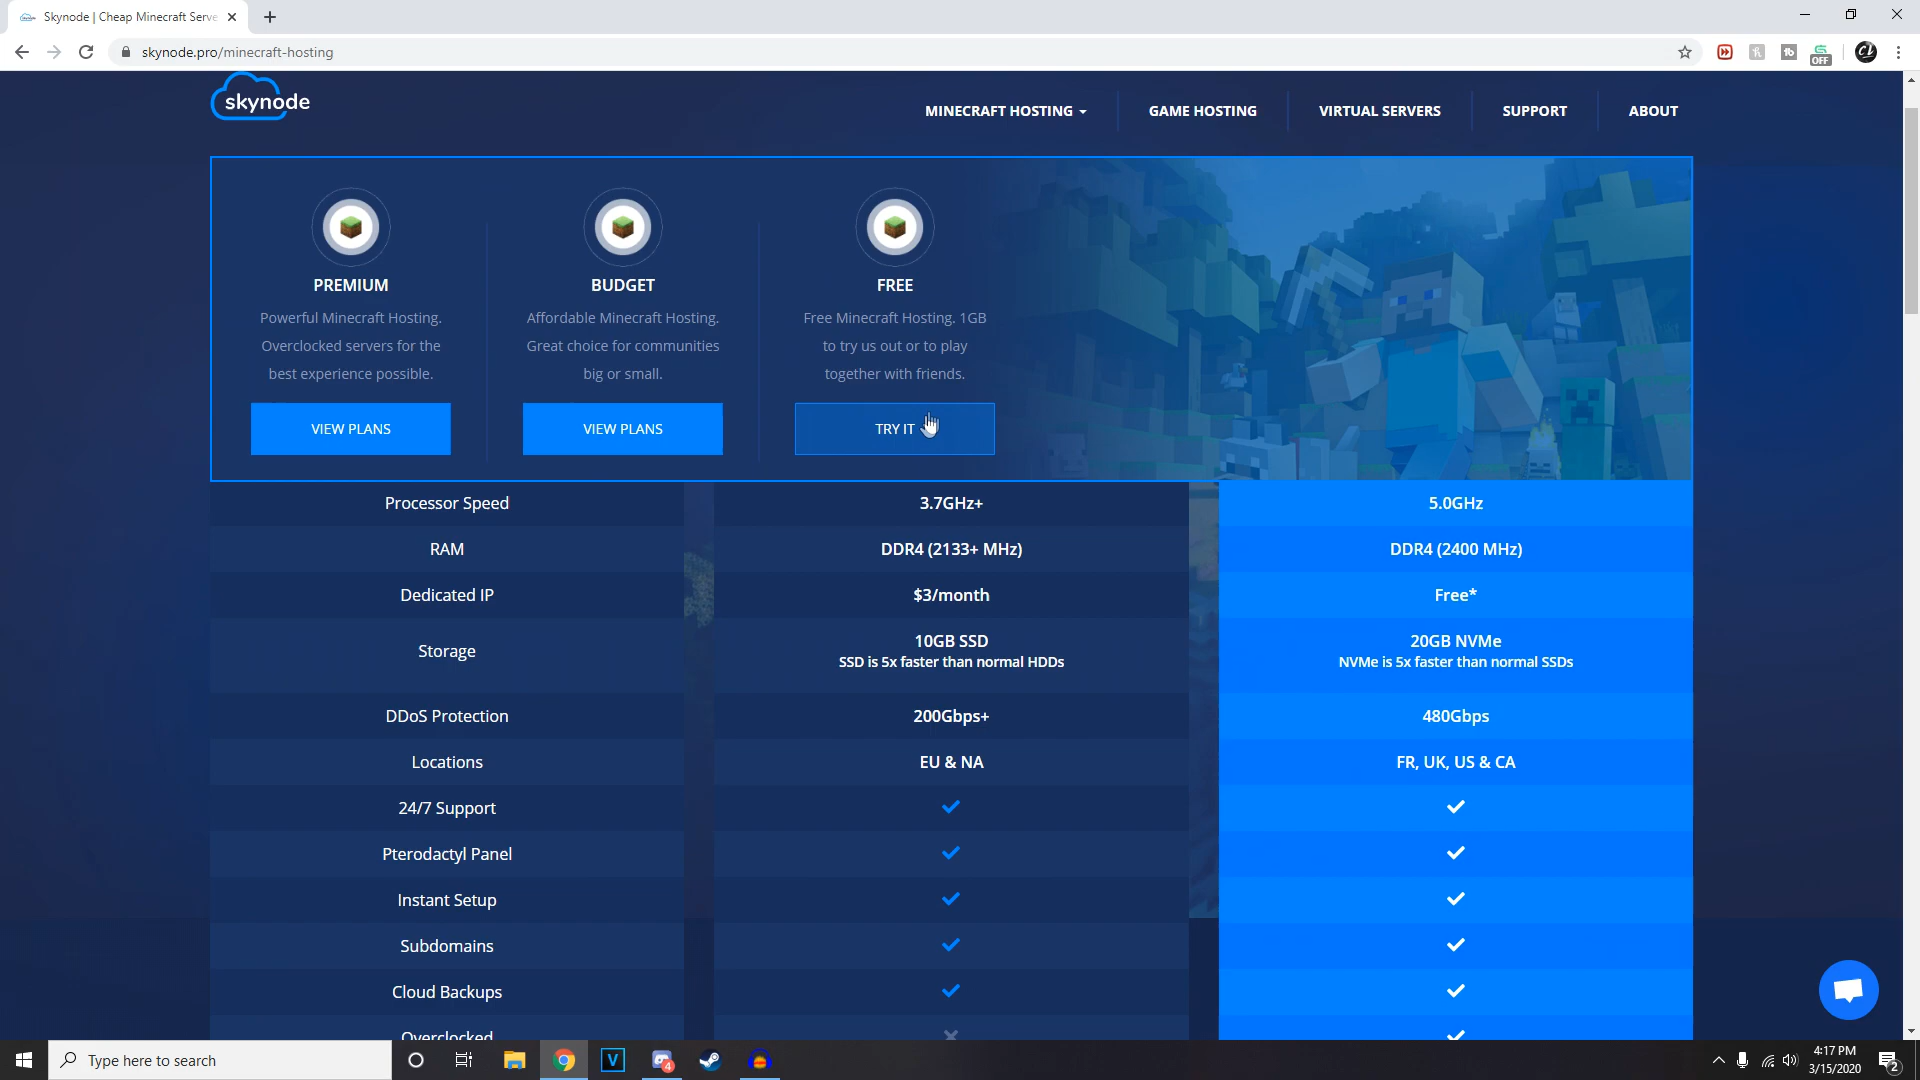 Skynode | Cheap Minecraft Serve
skynode.pro/minecraft-hosting
OFF
skynode
MINECRAFT HOSTING
GAME HOSTING
VIRTUAL SERVERS
SUPPORT
ABOUT
PREMIUM
Powerful Minecraft Hosting.
Overclocked servers for the
best experience possible.
VIEW PLANS
BUDGET
Affordable Minecraft Hosting.
Great choice for communities
big or small.
VIEW PLANS
FREE
Free Minecraft Hosting. 1GB
to try us out or to play
together with friends.
TRY IT
Processor Speed 3.7GHz+ 5.0GHz
RAM DDR4 (2133+ MHz) DDR4 (2400 MHz)
Dedicated IP $3/month Free*
Storage
10GB SSD
SSD is 5x faster than normal HDDs
20GB NVMe
NVMe is 5x faster than normal SSDs
DDoS Protection 200Gbps+ 480Gbps
Locations EU & NA FR, UK, US & CA
24/7 Support
Pterodactyl Panel
Instant Setup
Subdomains
Cloud Backups
Overclocked
Type here to search
V
4
4:17 PM
3/15/2020
2